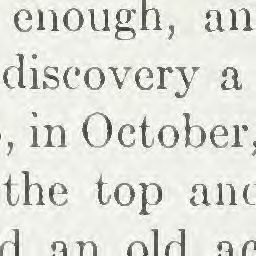 enough, an
discovery a
, in October,
the top and
d an old ac